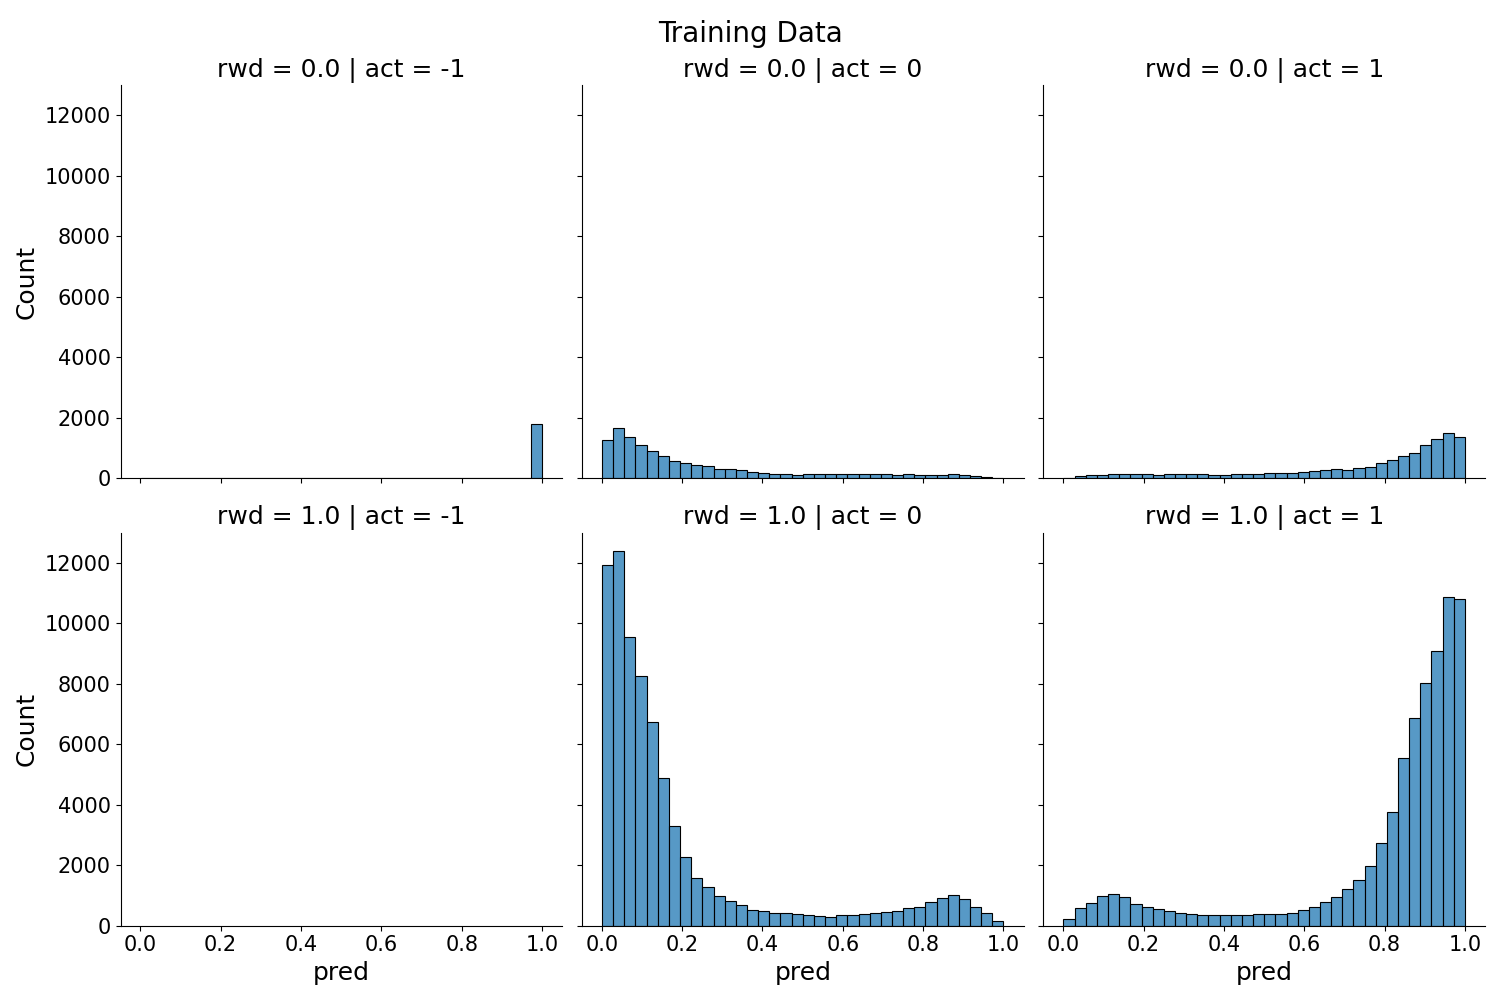 Training Data
rwd = 0.0 | act = -1
rwd = 0.0 | act = 0
rwd = 0.0 | act = 1
12000
10000
8000
6000
4000
2000
0
Count
rwd = 1.0 | act = -1
rwd = 1.0 | act = 0
rwd = 1.0 | act = 1
12000
10000
8000
6000
4000
2000
0
Count
0.0 0.2 0.4 0.6 0.8 1.0
0.0 0.2 0.4 0.6 0.8 1.0
0.0 0.2 0.4 0.6 0.8 1.0
pred
pred
pred